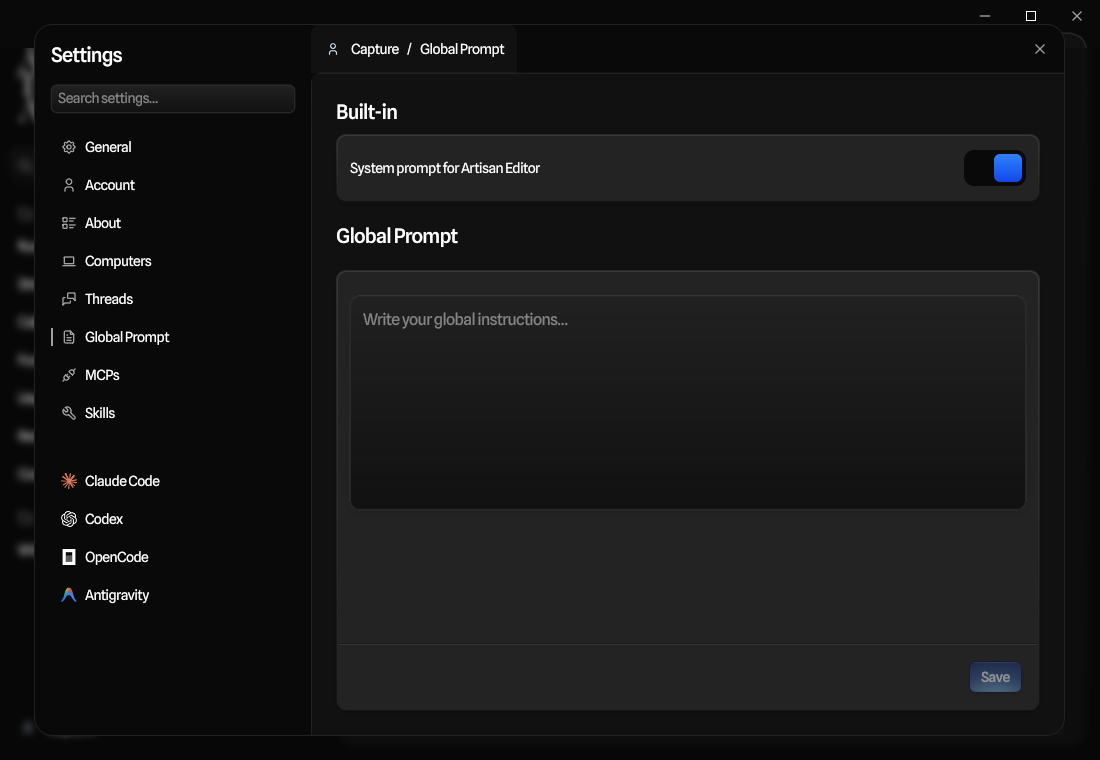 Settings
Search settings...
General
Account
About
Computers
Threads
Global Prompt
MCPs
Skills
Claude Code
Codex
OpenCode
Antigravity
Capture / Global Prompt
Built-in
System prompt for Artisan Editor
Global Prompt
Write your global instructions...
Save